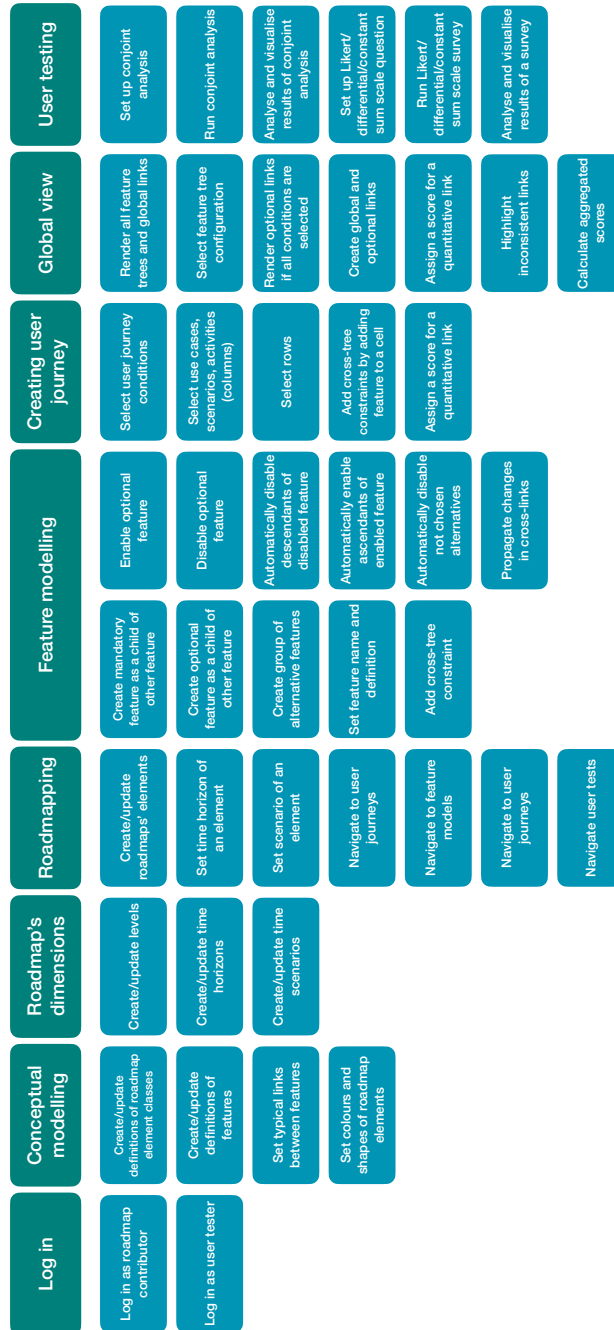 Log in
Log in as roadmap
contributor
Log in as user tester
Conceptual
modelling
Create/update
definitions of roadmap
element classes
Create/update
definitions of
features
Set typical links
between features
Set colours and
shapes of roadmap
elements
Roadmap's
dimensions
Create/update levels
Create/update time
horizons
Create/update time
scenarios
Roadmapping
Create/update
roadmaps' elements
Set time horizon of
an element
Set scenario of an
element
Navigate to user
journeys
Navigate to feature
models
Navigate to user
journeys
Navigate user tests
Feature modelling
Create mandatory
feature as a child of
other feature
Create optional
feature as a child of
other feature
Create group of
alternative features
Set feature name and
definition
Add cross-tree
constraint
Enable optional
feature
Disable optional
feature
Automatically disable
descendants of
disabled feature
Automatically enable
ascendants of
enabled feature
Automatically disable
not chosen
alternatives
Propagate changes
in cross-links
Creating user
journey
Select user journey
conditions
Select use cases,
scenarios, activities
(columns)
Select rows
Add cross-tree
constraints by adding
feature to a cell
Assign a score for a
quantitative link
Global view
Render all feature
trees and global links
Select feature tree
configuration
Render optional links
if all conditions are
selected
Create global and
optional links
Assign a score for a
quantitative link
Highlight
inconsistent links
Calculate aggregated
scores
User testing
Set up conjoint
analysis
Run conjoint analysis
Analyse and visualise
results of conjoint
analysis
Set up Likert/
differential/constant
sum scale question
Run Likert/
differential/constant
sum scale survey
Analyse and visualise
results of a survey